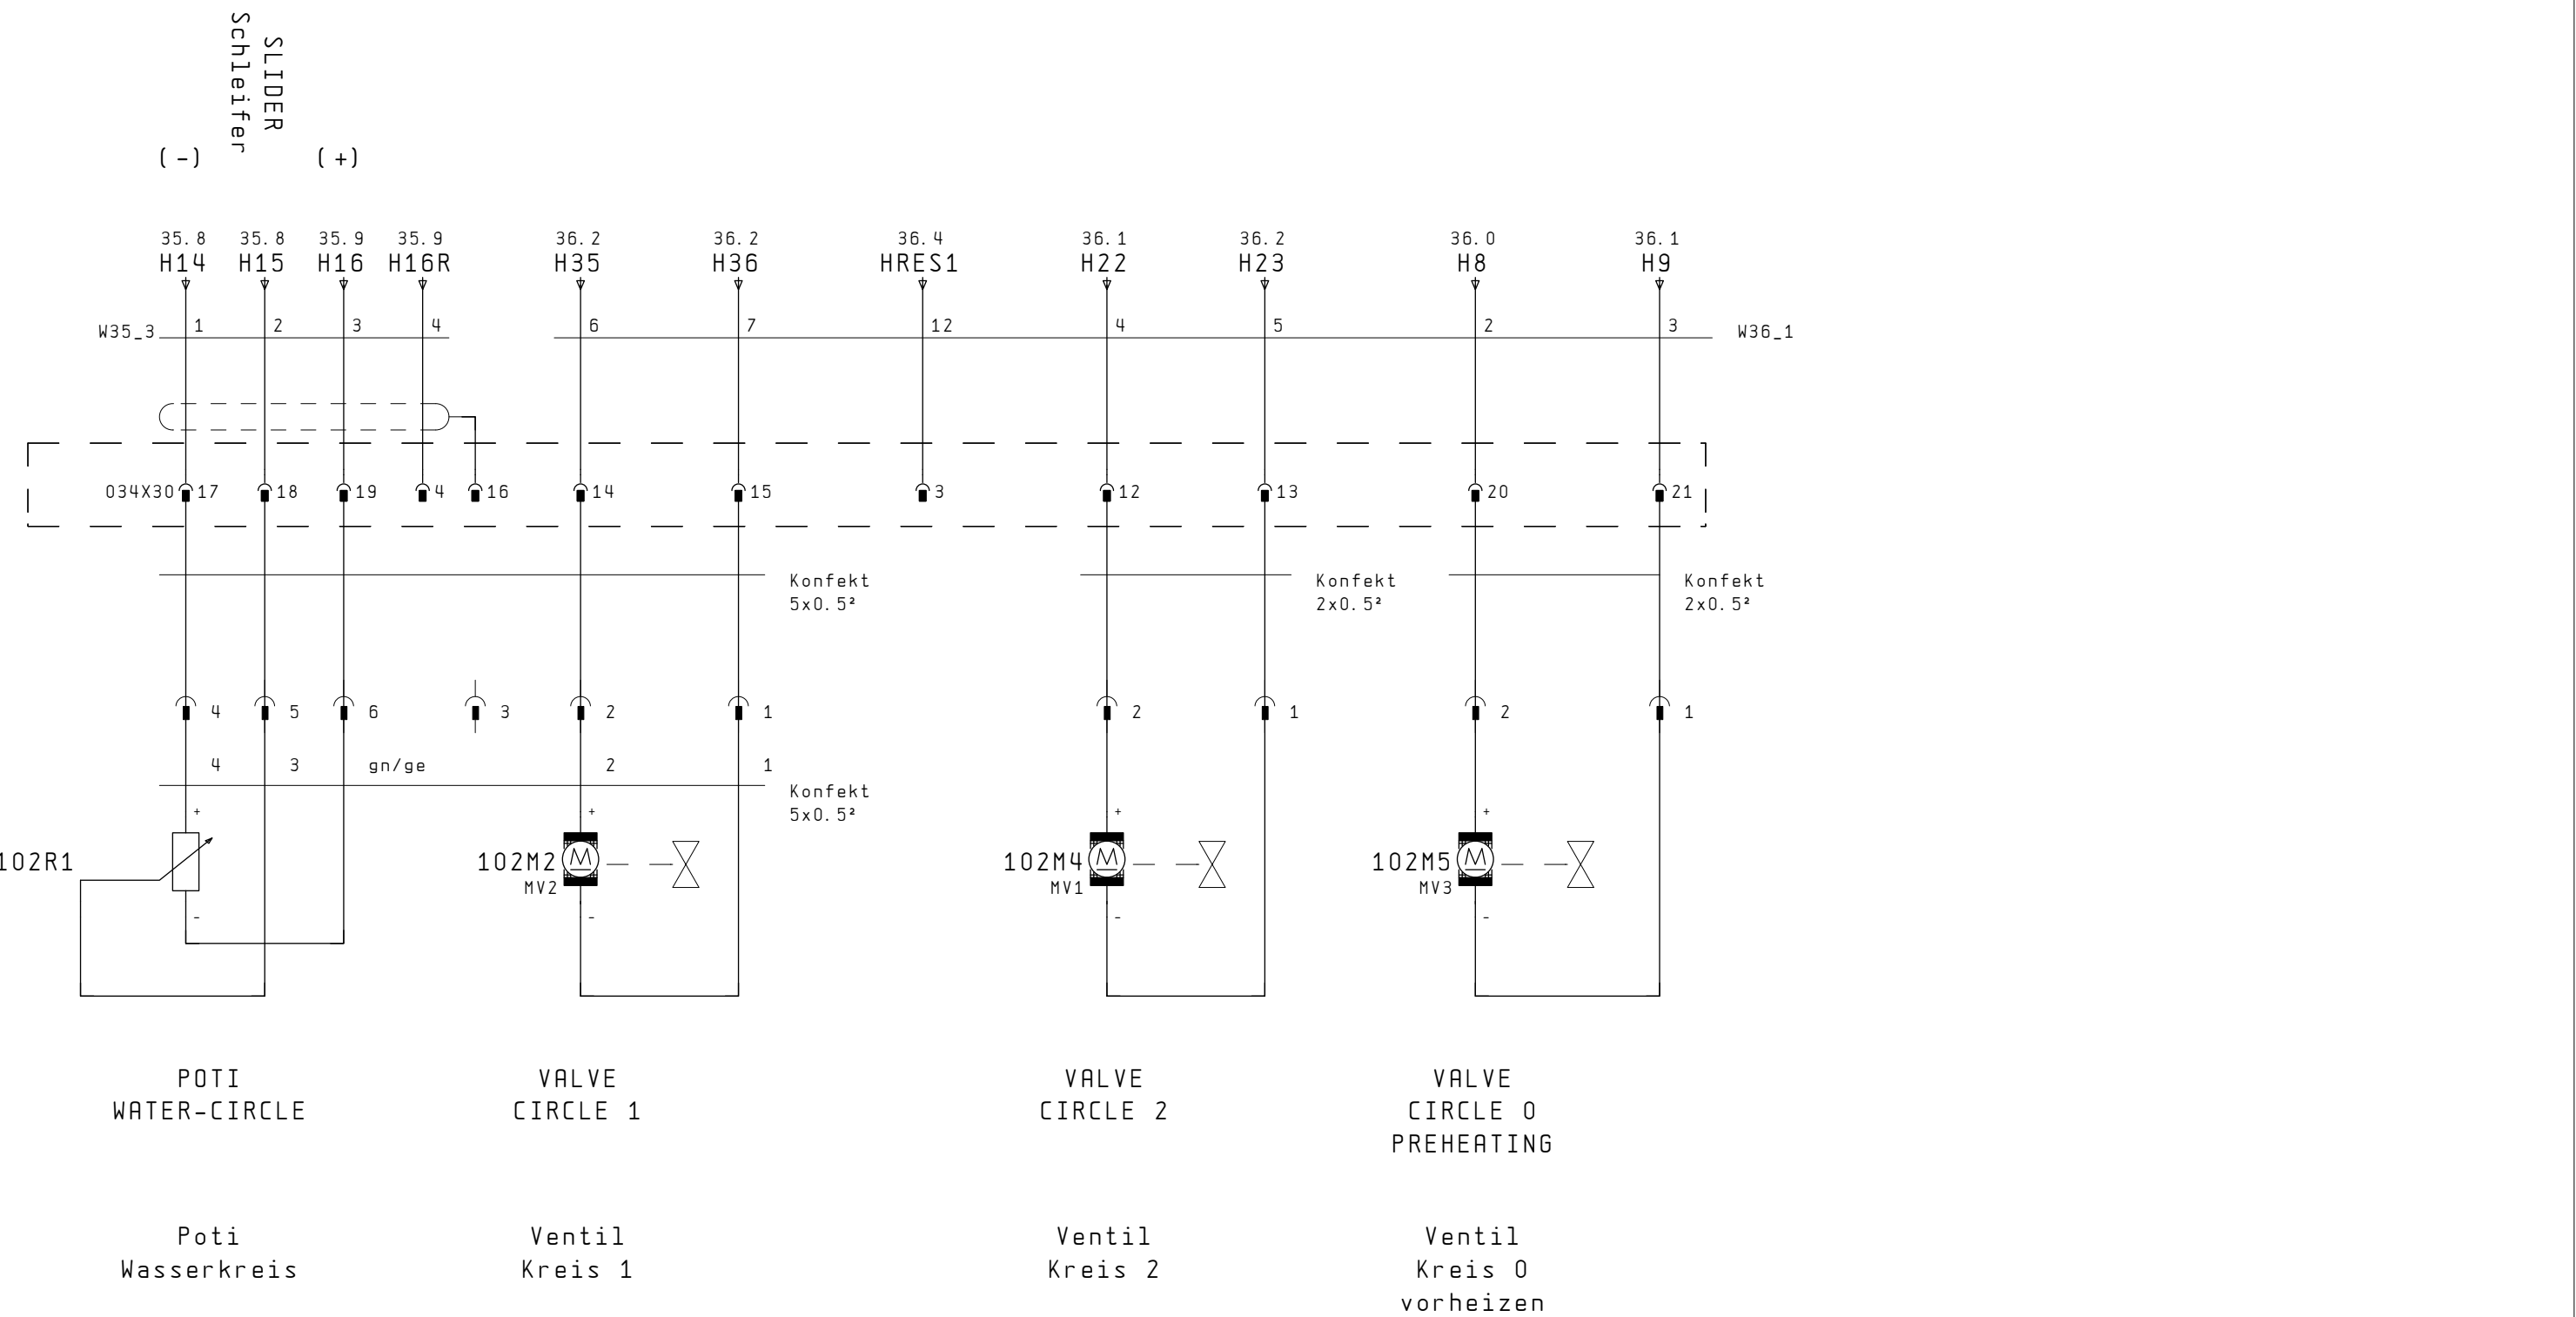 Schleifer
SLIDER
(-) (+)
35.8 35.8 35.9 35.9 36.2 36.2 36.4 36.1 36.2 36.0 36.1
H14 H15 H16 H16R H35 H36 HRES1 H22 H23 H8 H9
W35_3 1 2 3 4 6 7 12 4 5 2 3 W36_1
034X30 17 18 19 4 16 14 15 3 12 13 20 21
Konfekt Konfekt Konfekt
5x0.5² 2x0.5² 2x0.5²
4 5 6 3 2 1 2 1 2 1
4 3 gn/ge 2 1
Konfekt
5x0.5²
+ + + +
102R1 102M2 M 102M4 M 102M5 M
MV2 MV1 MV3
- - - -
POTI VALVE VALVE VALVE
WATER-CIRCLE CIRCLE 1 CIRCLE 2 CIRCLE 0
PREHEATING
Poti Ventil Ventil Ventil
Wasserkreis Kreis 1 Kreis 2 Kreis 0
vorheizen